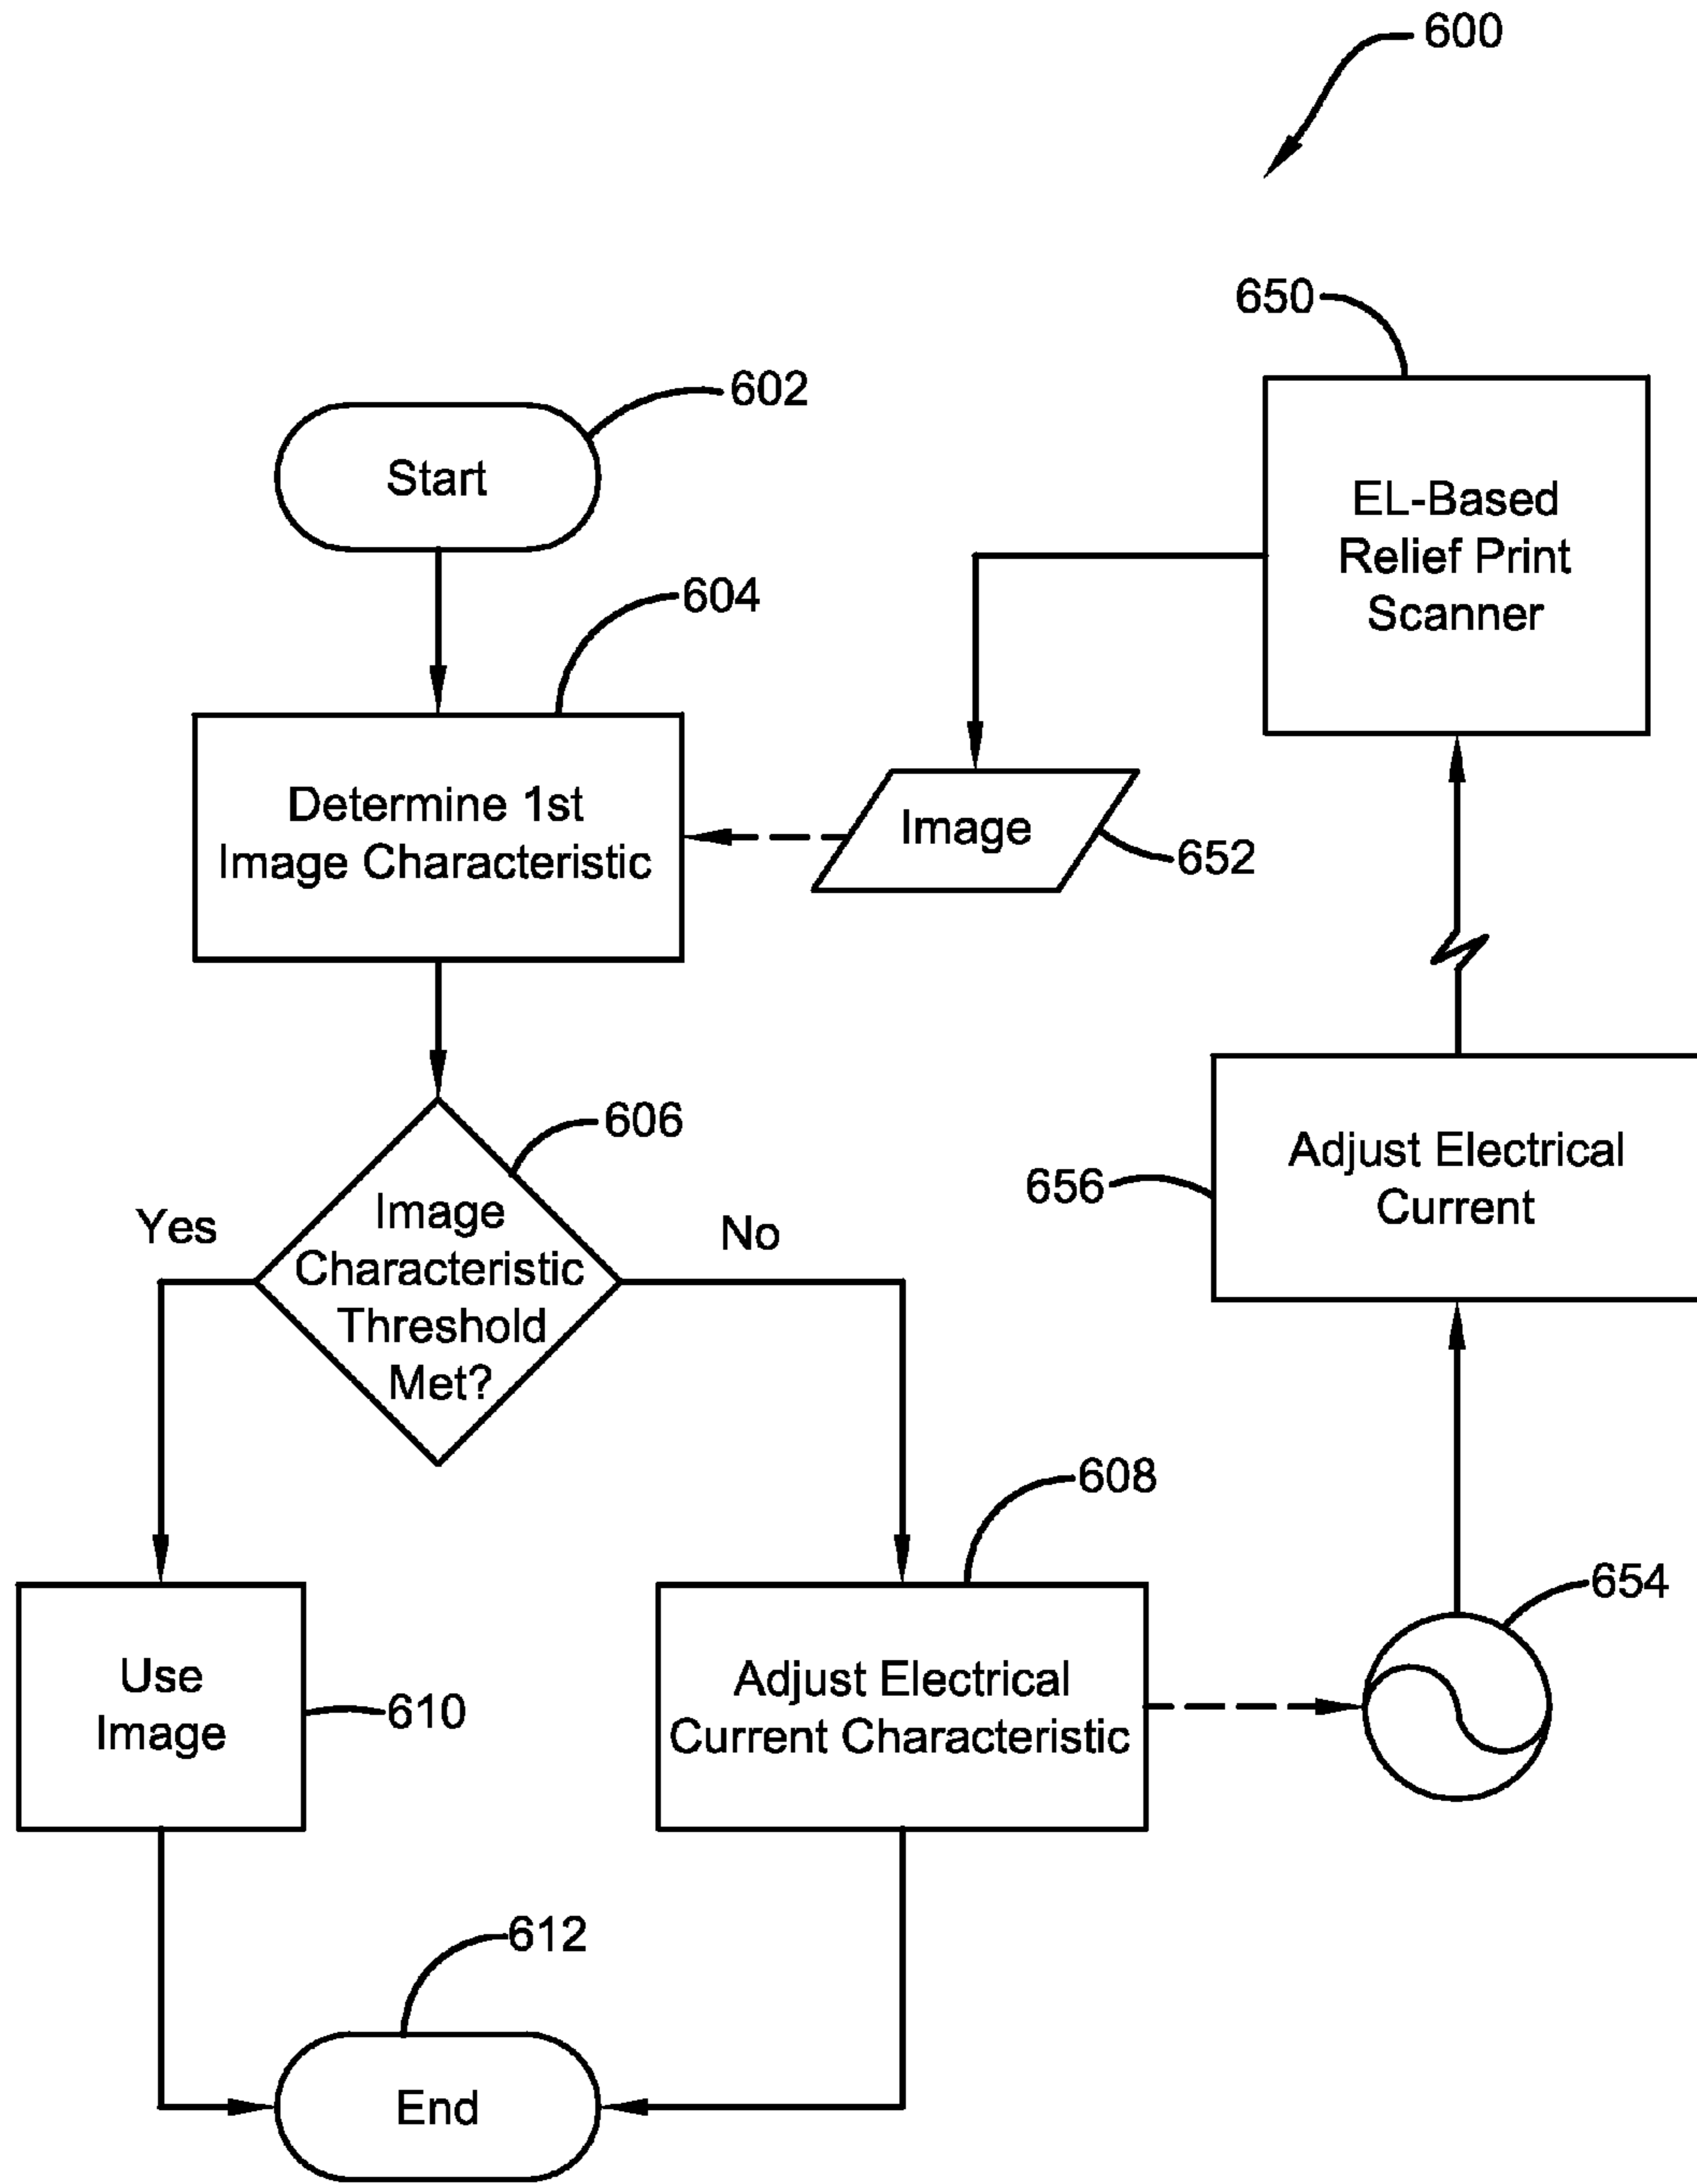 600
650
602
Start
EL-Based
Relief Print
Scanner
604
Determine 1st
Image Characteristic
Image
652
606
Yes
Image
Characteristic
Threshold
Met?
No
656
Adjust Electrical
Current
608
654
Use
Image
610
Adjust Electrical
Current Characteristic
612
End